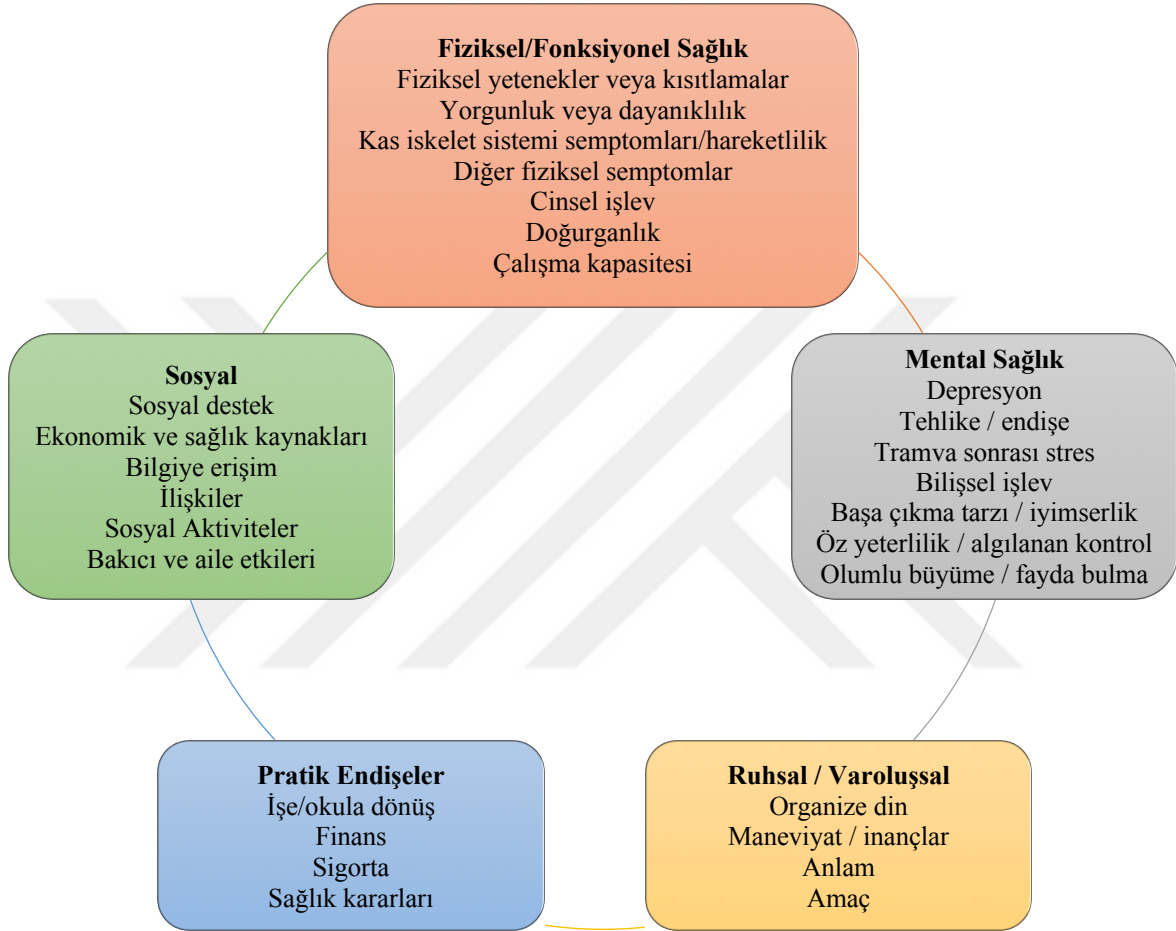 Fiziksel/Fonksiyonel Sağlık
Fiziksel yetenekler veya kısıtlamalar
Yorgunluk veya dayanıklılık
Kas iskelet sistemi semptomları/hareketlilik
Diğer fiziksel semptomlar
Cinsel işlev
Doğurganlık
Çalışma kapasitesi
Sosyal
Sosyal destek
Ekonomik ve sağlık kaynakları
Bilgiye erişim
İlişkiler
Sosyal Aktiviteler
Bakıcı ve aile etkileri
Mental Sağlık
Depresyon
Tehlike / endişe
Tramva sonrası stres
Bilişsel işlev
Başa çıkma tarzı / iyimserlik
Öz yeterlilik / algılanan kontrol
Olumlu büyüme / fayda bulma
Pratik Endişeler
İşe/okula dönüş
Finans
Sigorta
Sağlık kararları
Ruhsal / Varoluşsal
Organize din
Maneviyat / inançlar
Anlam
Amaç